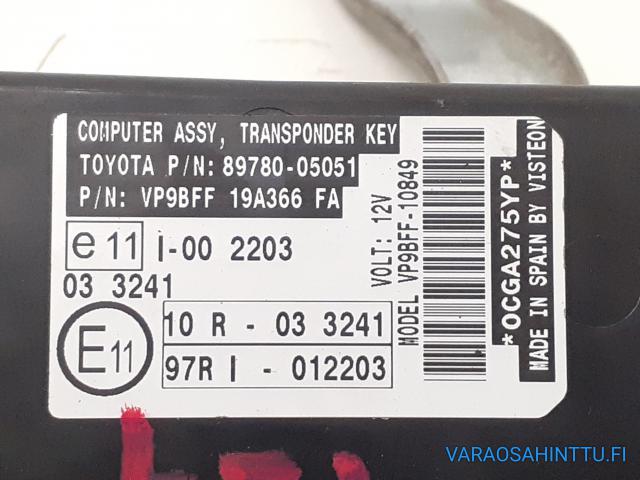 COMPUTER ASSY, TRANSPONDER KEY
TOYOTA P/N: 89780-05051
P/N: VP9BFF 19A366 FA
e 11 I-00 2203
03 3241
E11
10 R - 03 3241
97R I - 012203
VOLT: 12V
MODEL VP9BFF-10849
*OCGA275YP*
MADE IN SPAIN BY VISTEON
VARAOSAHINTTU.FI